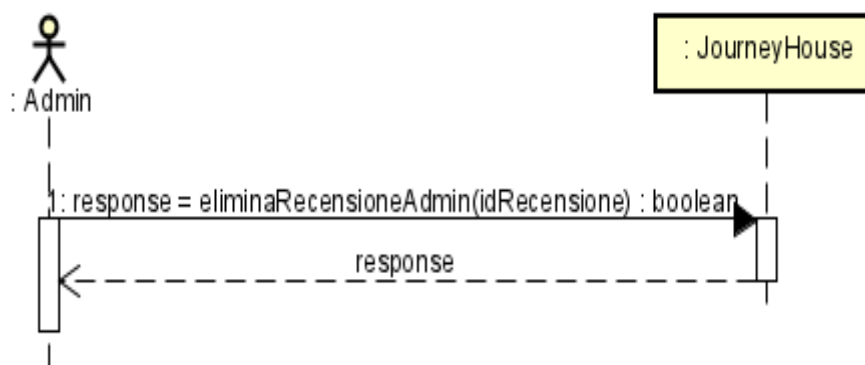 : Admin
: JourneyHouse
1: response = eliminaRecensioneAdmin(idRecensione) : boolean
response